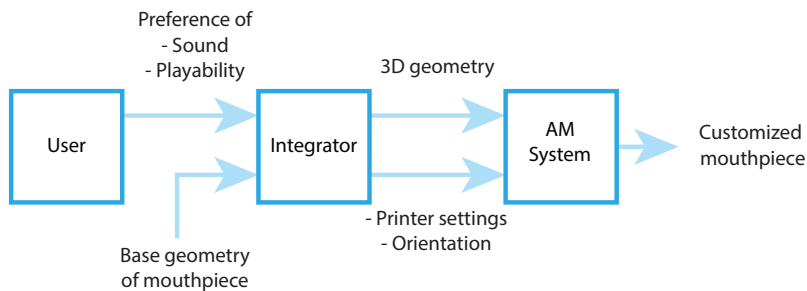 Preference of
- Sound
- Playability
3D geometry
User
Integrator
AM
System
Customized
mouthpiece
- Printer settings
- Orientation
Base geometry
of mouthpiece